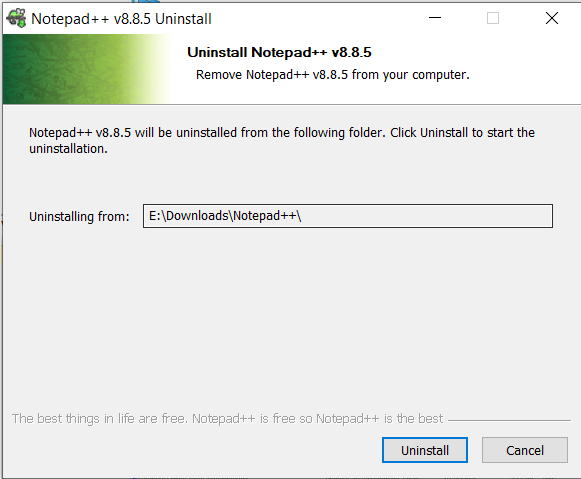 Notepad++ v8.8.5 Uninstall
Uninstall Notepad++ v8.8.5
Remove Notepad++ v8.8.5 from your computer.
Notepad++ v8.8.5 will be uninstalled from the following folder. Click Uninstall to start the
uninstallation.
Uninstalling from: E:\Downloads\Notepad++\
The best things in life are free. Notepad++ is free so Notepad++ is the best
Uninstall Cancel